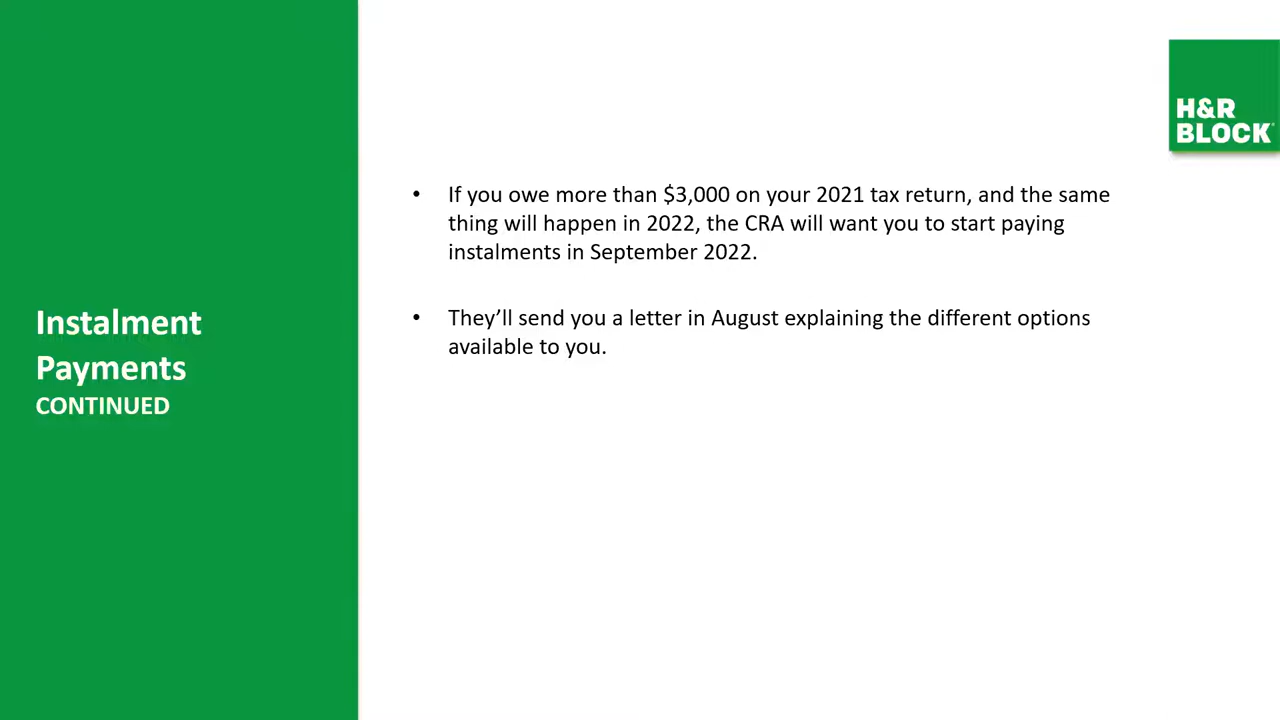 H&R
BLOCK
• If you owe more than $3,000 on your 2021 tax return, and the same
thing will happen in 2022, the CRA will want you to start paying
instalments in September 2022.
Instalment
Payments
CONTINUED
• They’ll send you a letter in August explaining the different options
available to you.